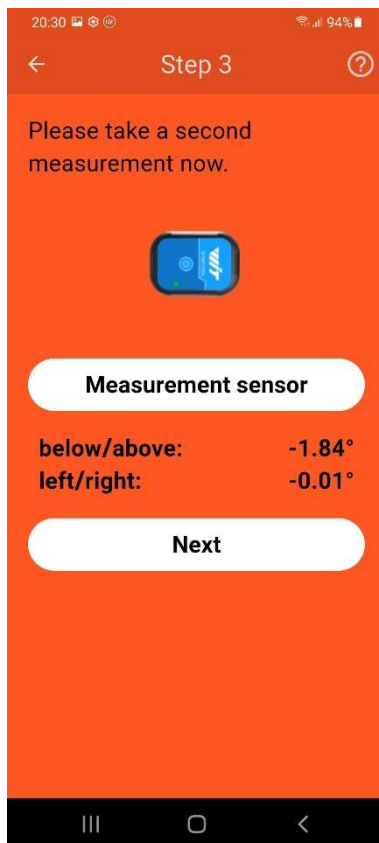 20:30 94%
Step 3
Please take a second
measurement now.
WIT
Measurement sensor
below/above: -1.84°
left/right: -0.01°
Next